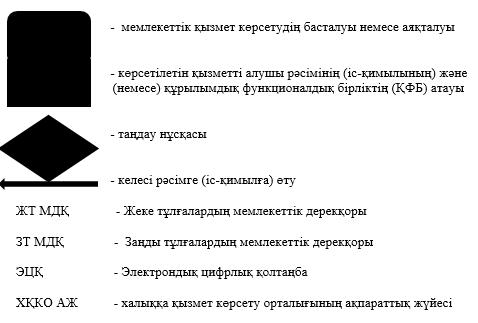 - мемлекеттік қызмет көрсетудің басталуы немесе аяқталуы
- көрсетілетін қызметті алушы рәсімінің (іс-қимылының) және
(немесе) құрылымдық функционалдық бірліктің (ҚФБ) атауы
- таңдау нұсқасы
- келесі рәсімге (іс-қимылға) өту
ЖТ МДҚ - Жеке тұлғалардың мемлекеттік дерекқоры
ЗТ МДҚ - Заңды тұлғалардың мемлекеттік дерекқоры
ЭЦҚ - Электрондық цифрлық қолтаңба
ХҚКО АЖ - халыққа қызмет көрсету орталығының ақпараттық жүйесі